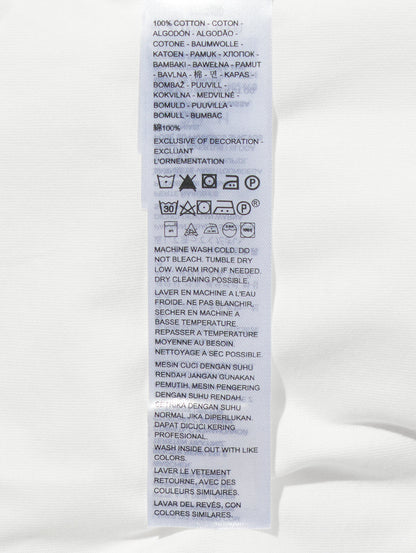 100% COTTON - COTON -
ALGODÓN - ALGODÃO -
COTONE - BAUMWOLLE -
KATOEN - PAMUK - ХЛОПОК -
BAMBAKI - BAWEŁNA - PAMUT
- BAVLNA - 棉 - 면 - KAPAS -
BOMBAŽ - PUUVILL -
KOKVILNA - MEDVILNĖ -
BOMULD - PUUVILLA -
BOMULL - BUMBAC
綿100%
EXCLUSIVE OF DECORATION -
EXCLUANT
L'ORNEMENTATION
P
30 P ®
MACHINE WASH COLD. DO
NOT BLEACH. TUMBLE DRY
LOW. WARM IRON IF NEEDED.
DRY CLEANING POSSIBLE.
LAVER EN MACHINE A L'EAU
FROIDE. NE PAS BLANCHIR.
SECHER EN MACHINE A
BASSE TEMPERATURE
REPASSER A TEMPERATURE
MOYENNE AU BESOIN.
NETTOYAGE A SEC POSSIBLE.
MESIN CUCI DENGAN SUHU
RENDAH JANGAN GUNAKAN
PEMUTIH, MESIN PENGERING
DENGAN SUHU RENDAH.
DENGAN SUHU
NORMAL JIKA DIPERLUKAN.
DAPAT DICUCI KERING
PROFESIONAL.
WASH INSIDE OUT WITH LIKE
COLORS.
LAVER LE VETEMENT
RETOURNE, AVEC DES
COULEURS SIMILAIRES.
LAVAR DEL REVÉS, CON
COLORES SIMILARES.